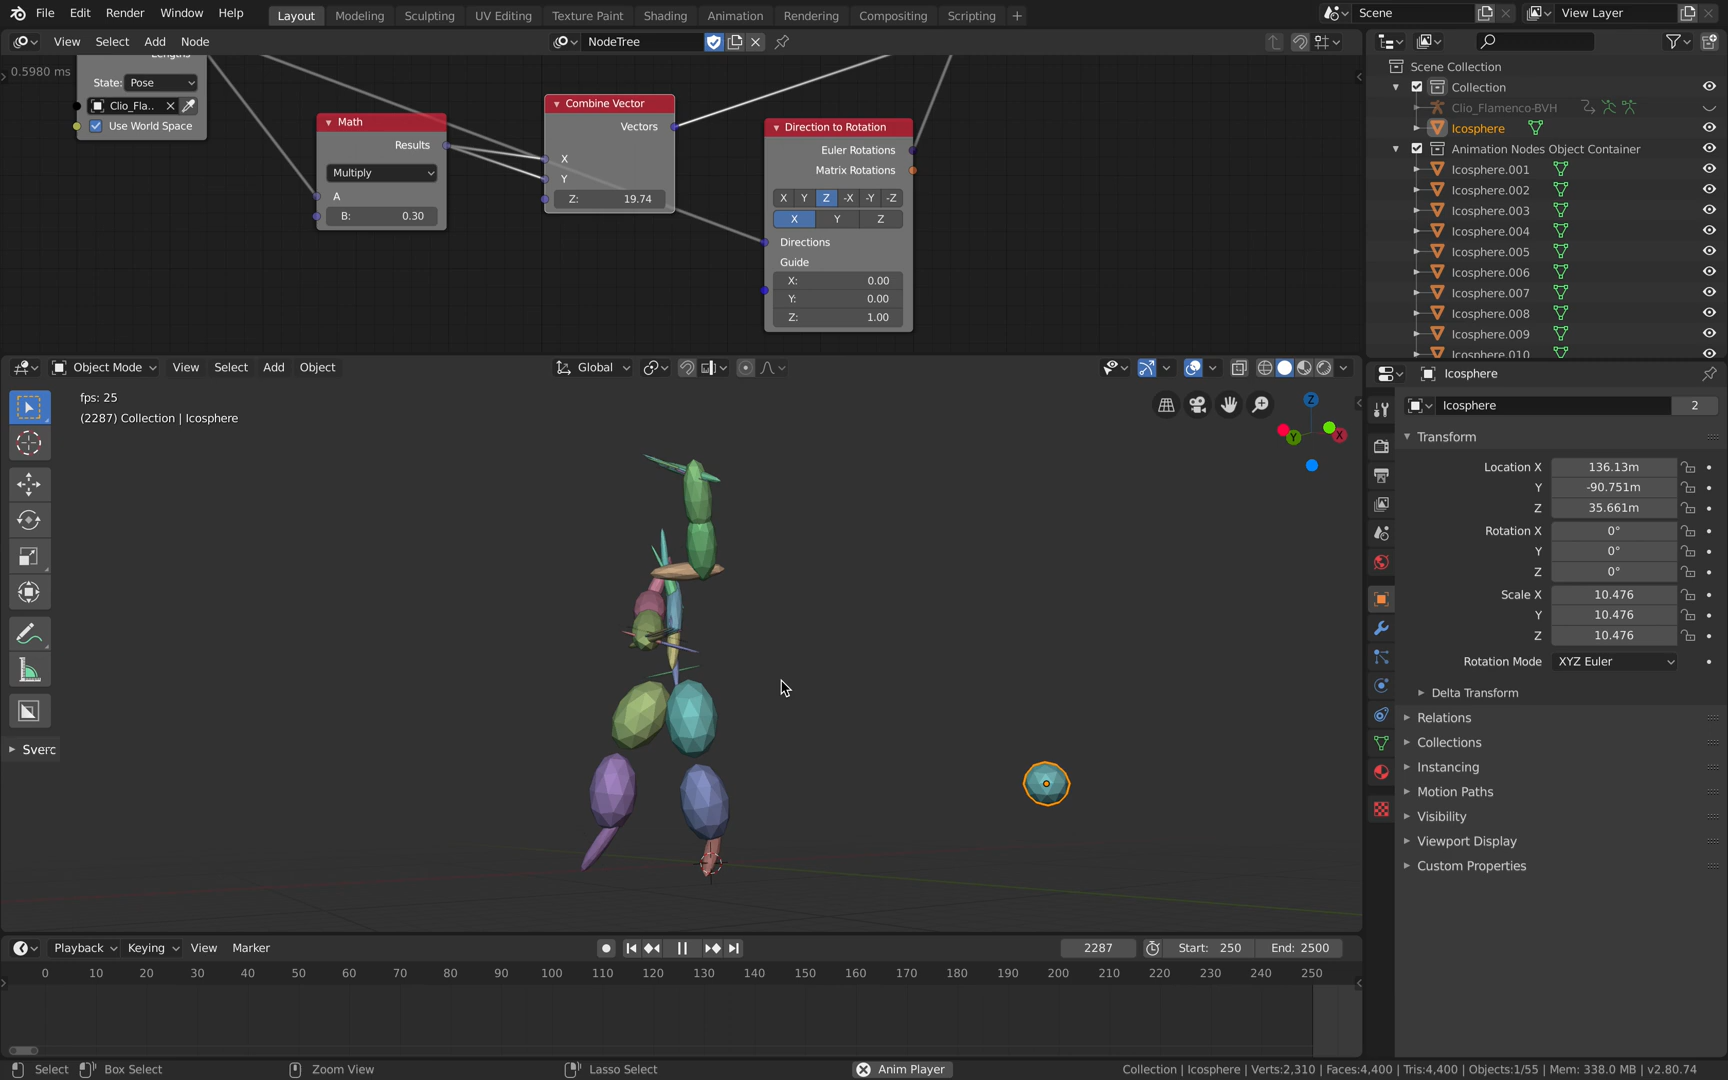 File Edit Render Window Help Layout Modeling Sculpting UV Editing Texture Paint Shading Animation Rendering Compositing Scripting + Scene View Layer
View Select Add Node NodeTree
0.5980 ms
Lengths
State: Pose
Clio_Fla..
Use World Space
Math
Results
Multiply
A
B: 0.30
Combine Vector
Vectors
X
Y
Z: 19.74
Direction to Rotation
Euler Rotations
Matrix Rotations
X Y Z -X -Y -Z
X Y Z
Directions
Guide
X: 0.00
Y: 0.00
Z: 1.00
Scene Collection
Collection
Clio_Flamenco-BVH
Icosphere
Animation Nodes Object Container
Icosphere.001
Icosphere.002
Icosphere.003
Icosphere.004
Icosphere.005
Icosphere.006
Icosphere.007
Icosphere.008
Icosphere.009
Icosphere.010
Object Mode View Select Add Object Global
fps: 25
(2287) Collection | Icosphere
Z
Y X
Sverc
Icosphere
Icosphere 2
Transform
Location X 136.13m
Y -90.751m
Z 35.661m
Rotation X 0°
Y 0°
Z 0°
Scale X 10.476
Y 10.476
Z 10.476
Rotation Mode XYZ Euler
Delta Transform
Relations
Collections
Instancing
Motion Paths
Visibility
Viewport Display
Custom Properties
Playback Keying View Marker 2287 Start: 250 End: 2500
0 10 20 30 40 50 60 70 80 90 100 110 120 130 140 150 160 170 180 190 200 210 220 230 240 250
Select Box Select Zoom View Lasso Select Anim Player Collection | Icosphere | Verts:2,310 | Faces:4,400 | Tris:4,400 | Objects:1/55 | Mem: 338.0 MB | v2.80.74